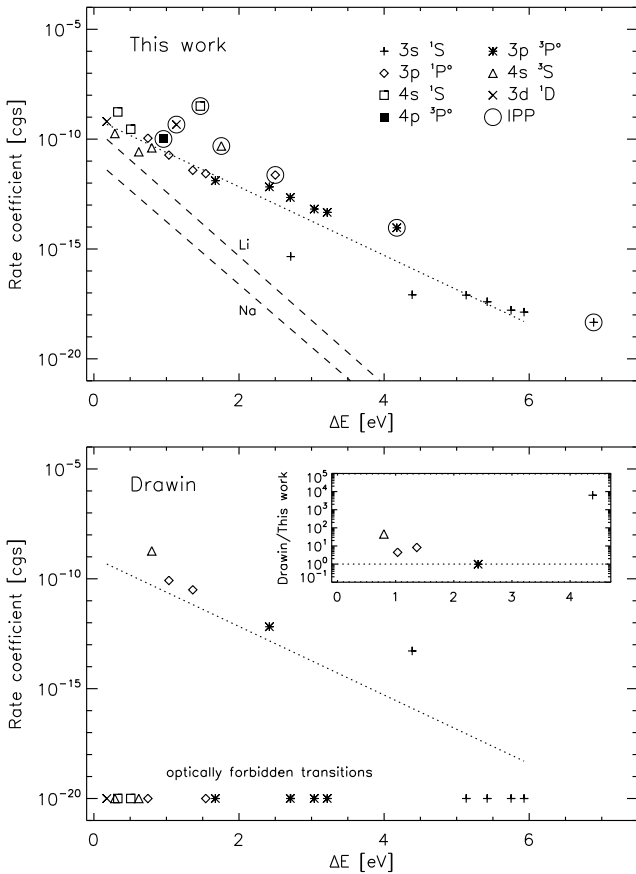 This work
3s ¹S
3p ³P°
3p ¹P°
4s ³S
4s ¹S
3d ¹D
4p ³P°
IPP
Rate coefficient [cgs]
10⁻⁵
10⁻¹⁰
10⁻¹⁵
10⁻²⁰
Li
Na
0 2 4 6
ΔE [eV]
Drawin
Rate coefficient [cgs]
10⁻⁵
10⁻¹⁰
10⁻¹⁵
10⁻²⁰
Drawin/This work
10⁵
10⁴
10³
10²
10¹
10⁰
10⁻¹
0 1 2 3 4
optically forbidden transitions
0 2 4 6
ΔE [eV]